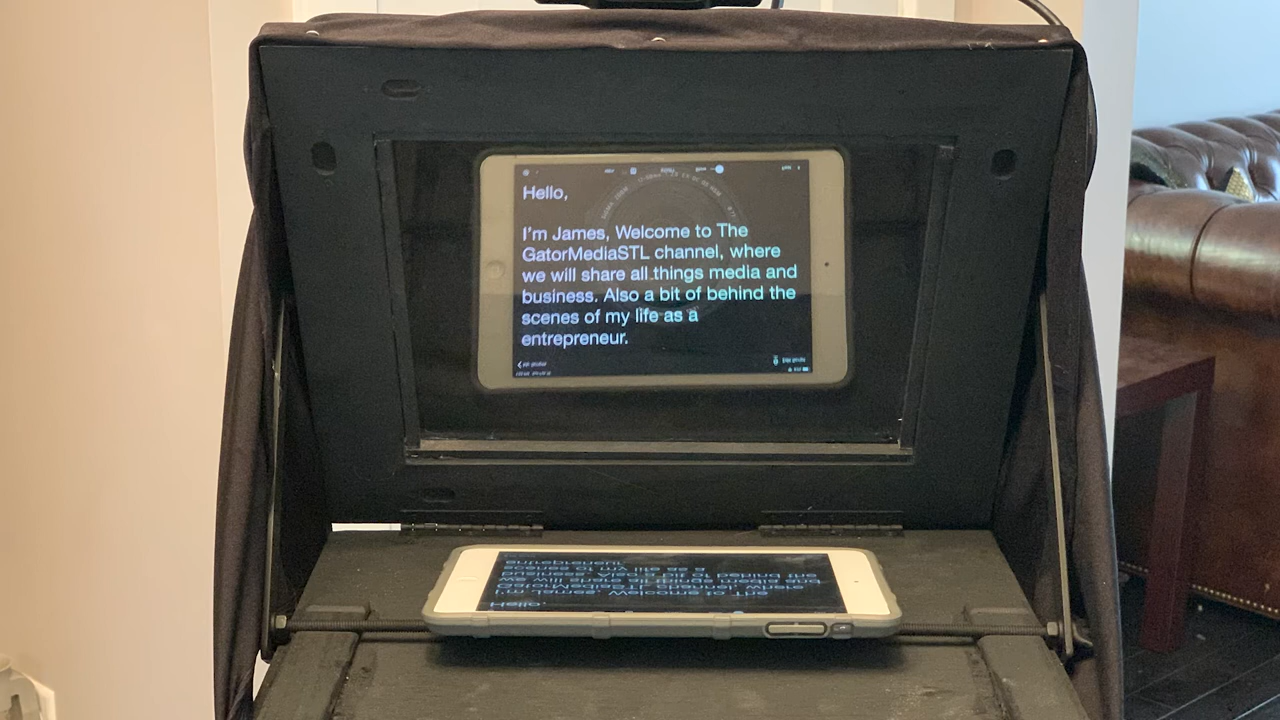 Hello,
I'm James, Welcome to The
GatorMediaSTL channel, where
we will share all things media and
business. Also a bit of behind the
scenes of my life as a
entrepreneur.